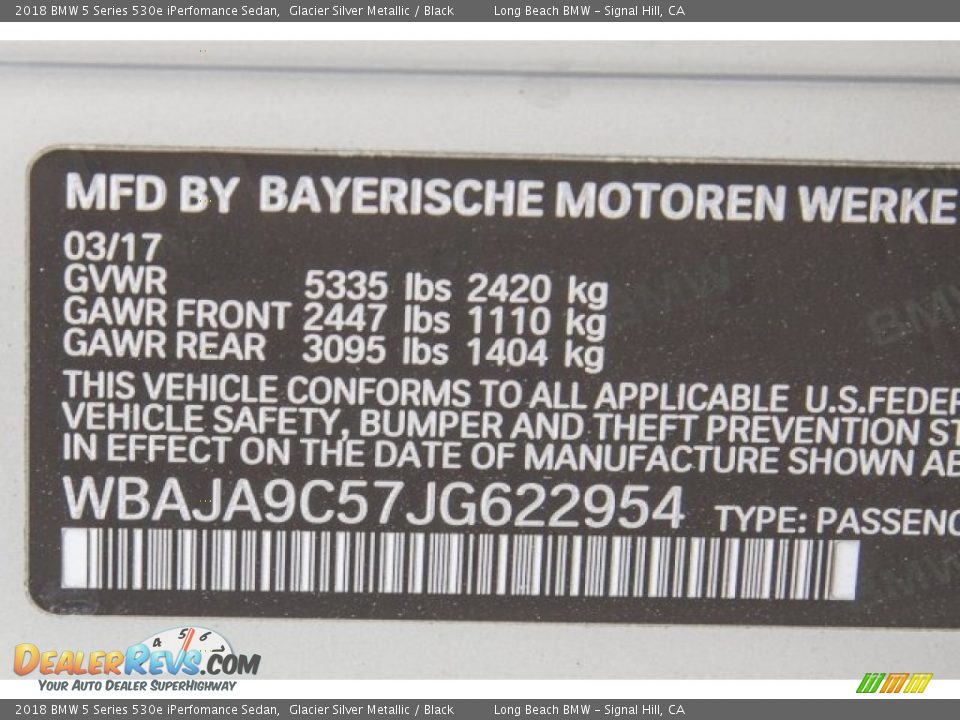 2018 BMW 5 Series 530e iPerfomance Sedan, Glacier Silver Metallic / Black Long Beach BMW - Signal Hill, CA
MFD BY BAYERISCHE MOTOREN WERKE
03/17
GVWR 5335 lbs 2420 kg
GAWR FRONT 2447 lbs 1110 kg
GAWR REAR 3095 lbs 1404 kg
THIS VEHICLE CONFORMS TO ALL APPLICABLE U.S.FEDER
VEHICLE SAFETY, BUMPER AND THEFT PREVENTION ST
IN EFFECT ON THE DATE OF MANUFACTURE SHOWN AB
WBAJA9C57JG622954 TYPE: PASSENG
4 5 6 7
DEALERREVS.COM
YOUR AUTO DEALER SUPERHIGHWAY
2018 BMW 5 Series 530e iPerfomance Sedan, Glacier Silver Metallic / Black Long Beach BMW - Signal Hill, CA